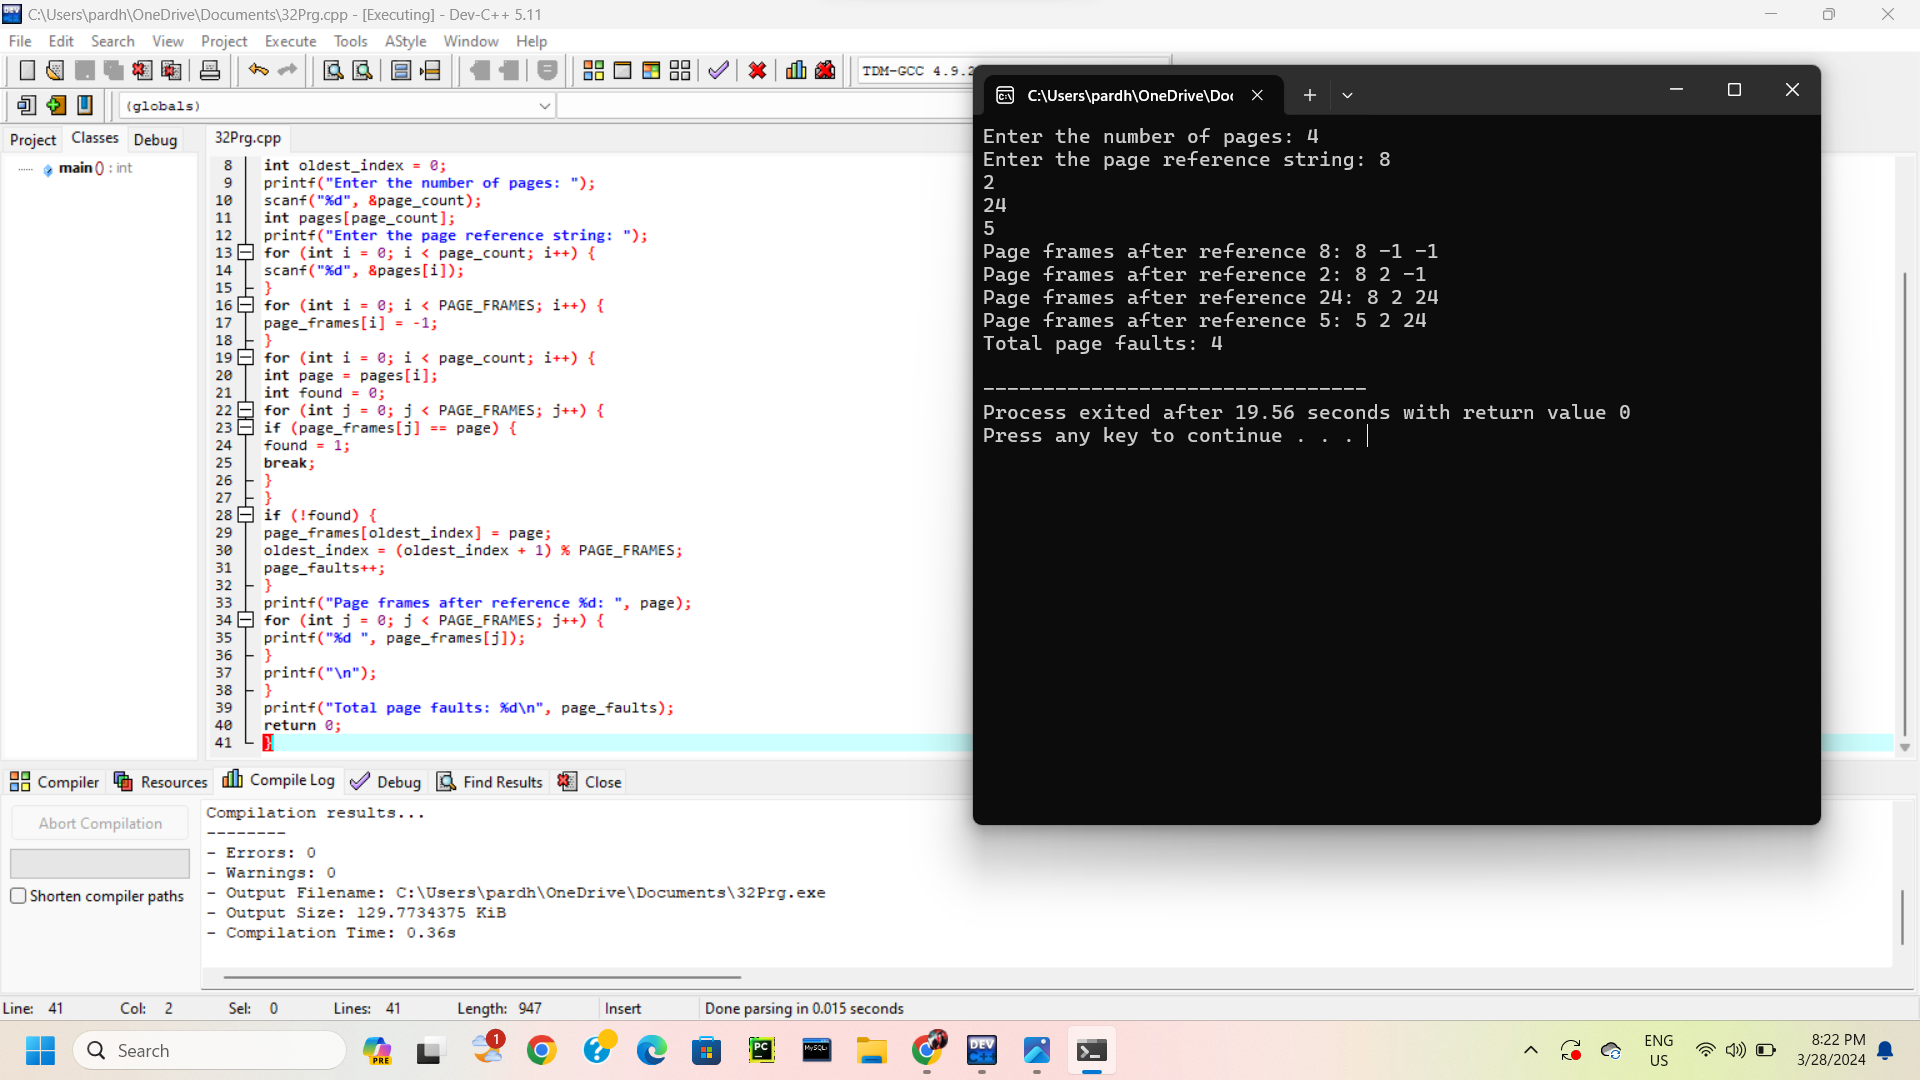 C:\Users\pardh\OneDrive\Documents\32Prg.cpp - [Executing] - Dev-C++ 5.11
File Edit Search View Project Execute Tools AStyle Window Help
TDM-GCC 4.9.2
(globals)
Project Classes Debug
main () : int
32Prg.cpp
8 int oldest_index = 0;
9 printf("Enter the number of pages: ");
10 scanf("%d", &page_count);
11 int pages[page_count];
12 printf("Enter the page reference string: ");
13 for (int i = 0; i < page_count; i++) {
14 scanf("%d", &pages[i]);
15 }
16 for (int i = 0; i < PAGE_FRAMES; i++) {
17 page_frames[i] = -1;
18 }
19 for (int i = 0; i < page_count; i++) {
20 int page = pages[i];
21 int found = 0;
22 for (int j = 0; j < PAGE_FRAMES; j++) {
23 if (page_frames[j] == page) {
24 found = 1;
25 break;
26 }
27 }
28 if (!found) {
29 page_frames[oldest_index] = page;
30 oldest_index = (oldest_index + 1) % PAGE_FRAMES;
31 page_faults++;
32 }
33 printf("Page frames after reference %d: ", page);
34 for (int j = 0; j < PAGE_FRAMES; j++) {
35 printf("%d ", page_frames[j]);
36 }
37 printf("\n");
38 }
39 printf("Total page faults: %d\n", page_faults);
40 return 0;
41 }
C:\Users\pardh\OneDrive\Doc
Enter the number of pages: 4
Enter the page reference string: 8
2
24
5
Page frames after reference 8: 8 -1 -1
Page frames after reference 2: 8 2 -1
Page frames after reference 24: 8 2 24
Page frames after reference 5: 5 2 24
Total page faults: 4
--------------------------------
Process exited after 19.56 seconds with return value 0
Press any key to continue . . .
Compiler Resources Compile Log Debug Find Results Close
Abort Compilation
Shorten compiler paths
Compilation results...
--------
- Errors: 0
- Warnings: 0
- Output Filename: C:\Users\pardh\OneDrive\Documents\32Prg.exe
- Output Size: 129.7734375 KiB
- Compilation Time: 0.36s
Line: 41 Col: 2 Sel: 0 Lines: 41 Length: 947 Insert Done parsing in 0.015 seconds
Search
PRE
1
PC
MySQL
DEV
ENG
US
8:22 PM
3/28/2024